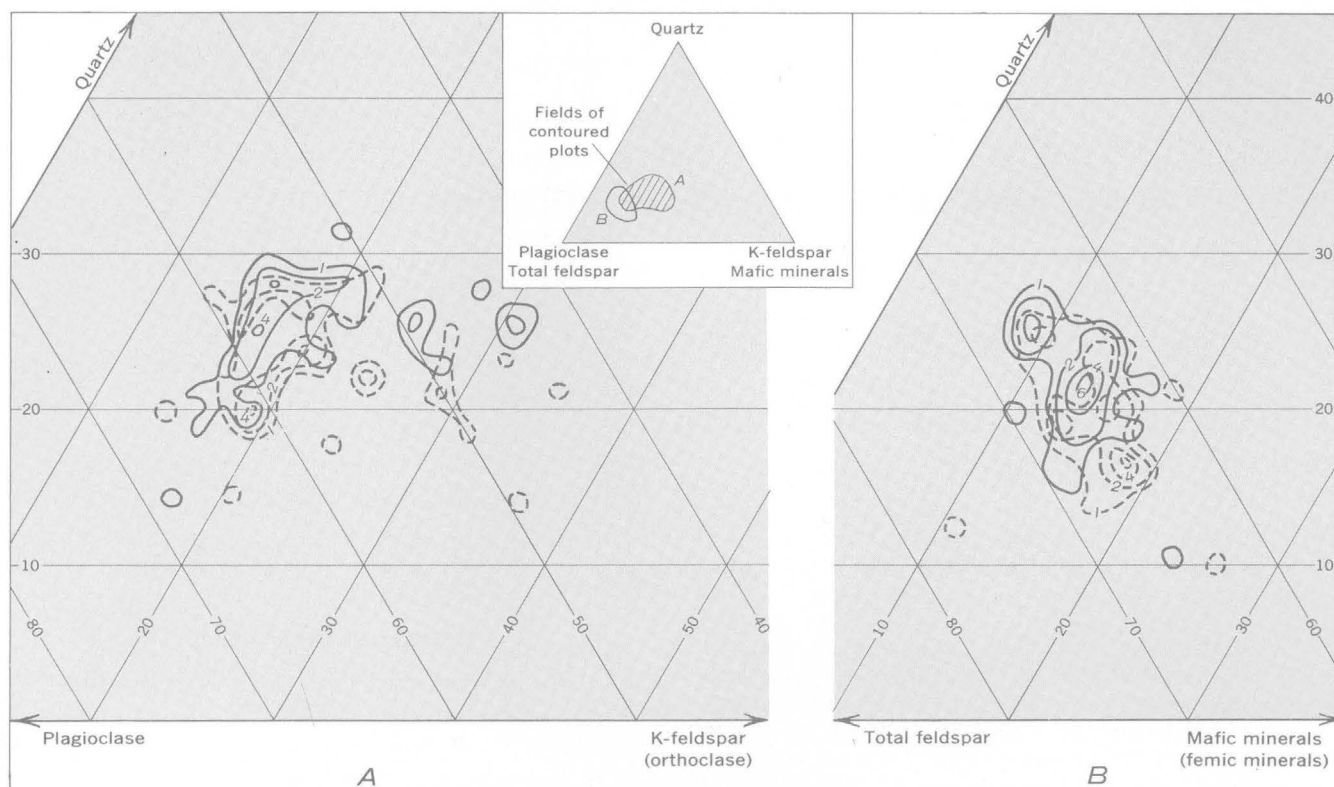 Quartz
30
20
10
80
20
70
30
60
40
50
50
40
1
2
4
2
4
1
Plagioclase
K-feldspar
(orthoclase)
A
Quartz
Fields of
contoured
plots
A
B
Plagioclase
Total feldspar
K-feldspar
Mafic minerals
Quartz
40
30
20
10
10
80
20
70
30
60
1
2
4
6
1
2
4
1
Total feldspar
Mafic minerals
(femic minerals)
B